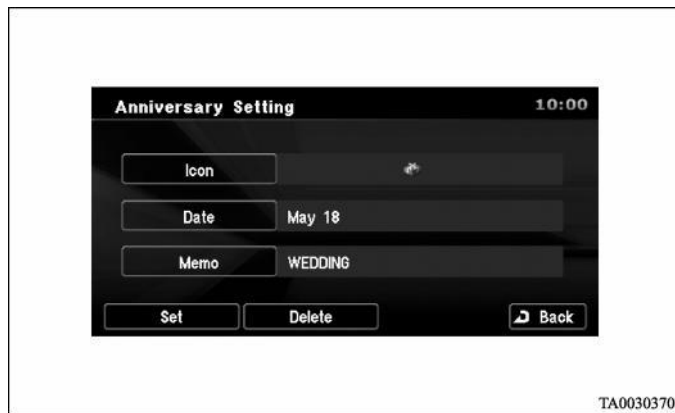 Anniversary Setting 10:00
Icon
Date May 18
Memo WEDDING
Set Delete Back
TA0030370